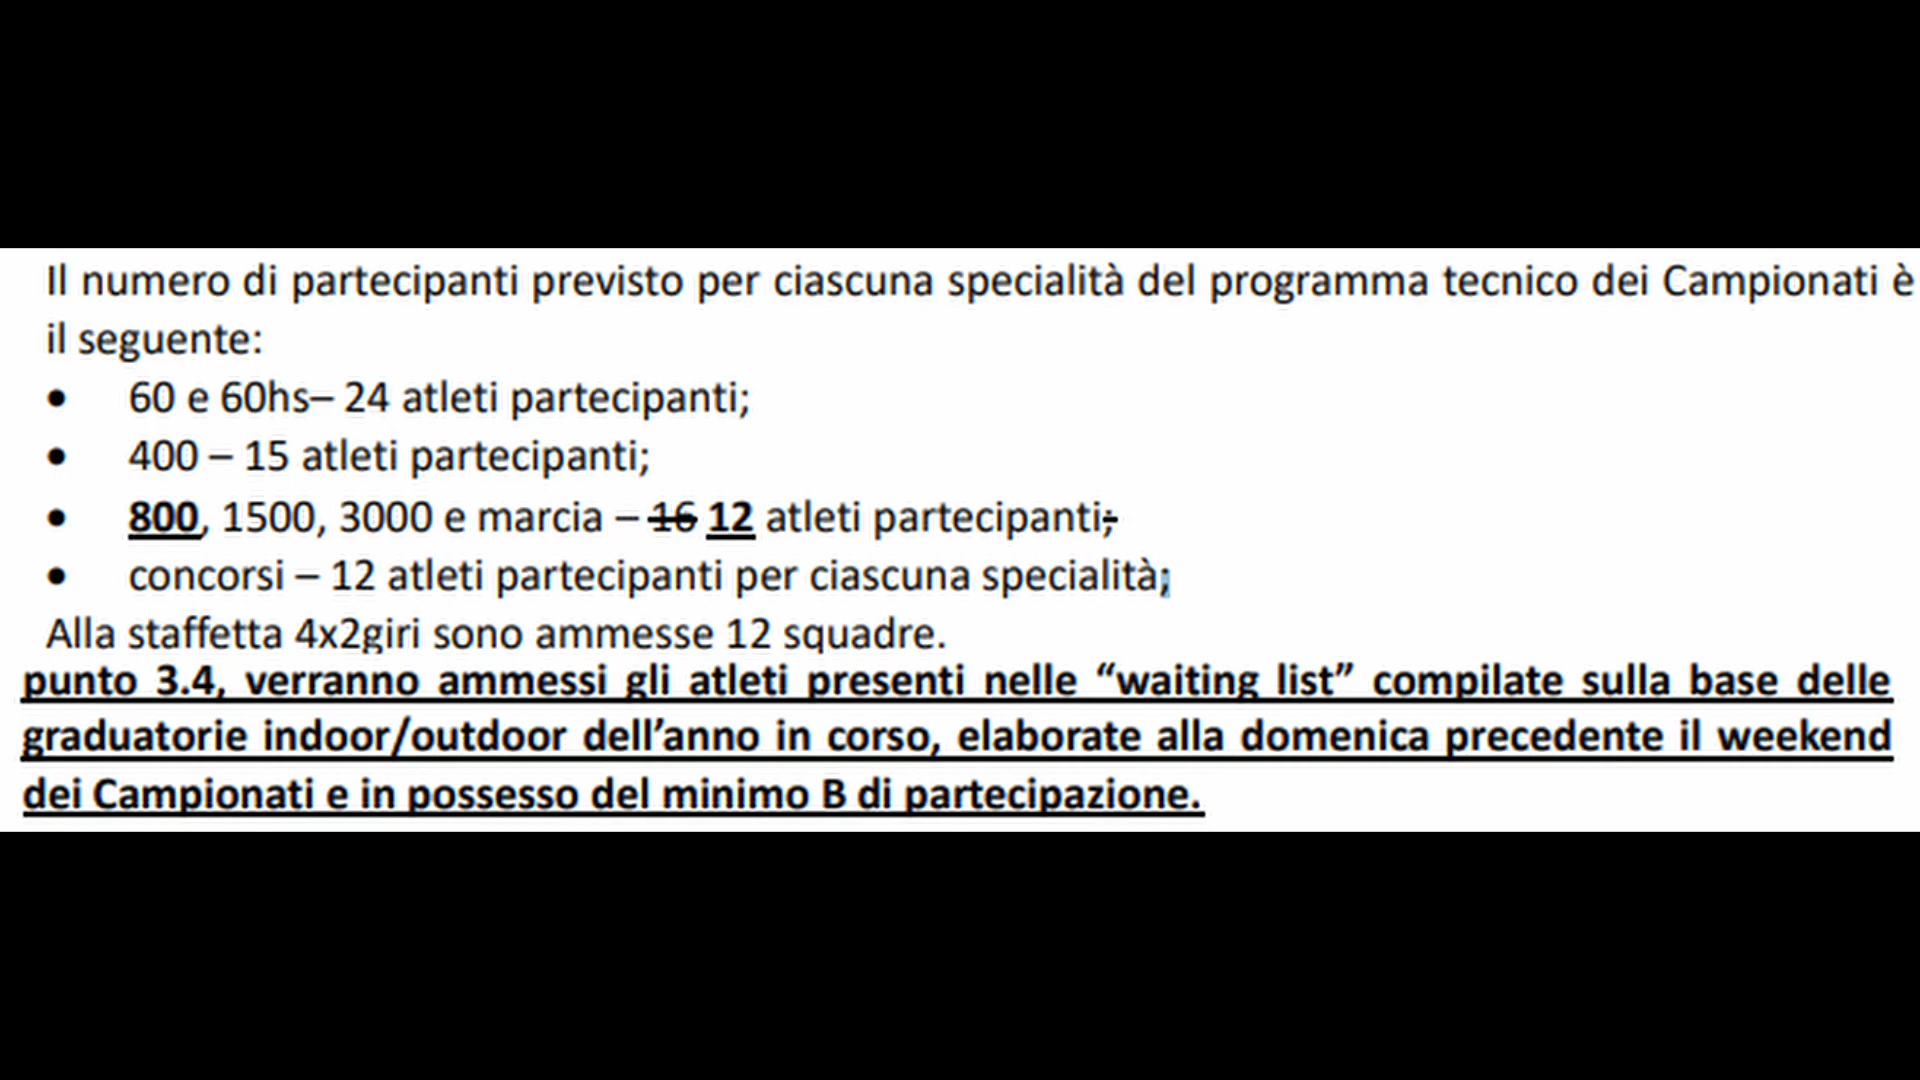 Il numero di partecipanti previsto per ciascuna specialità del programma tecnico dei Campionati è
il seguente:
• 60 e 60hs– 24 atleti partecipanti;
• 400 – 15 atleti partecipanti;
• 800, 1500, 3000 e marcia – 16 12 atleti partecipanti;
• concorsi – 12 atleti partecipanti per ciascuna specialità;
Alla staffetta 4x2giri sono ammesse 12 squadre.
punto 3.4, verranno ammessi gli atleti presenti nelle “waiting list” compilate sulla base delle
graduatorie indoor/outdoor dell’anno in corso, elaborate alla domenica precedente il weekend
dei Campionati e in possesso del minimo B di partecipazione.